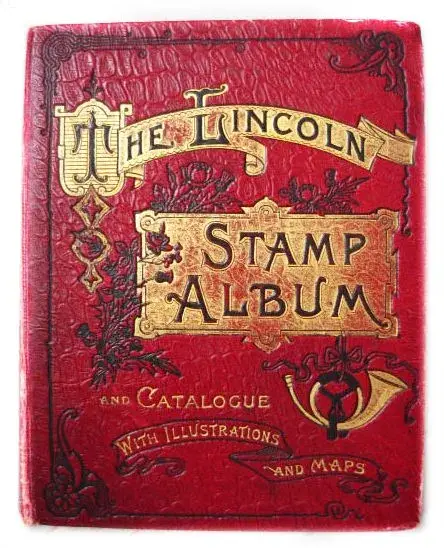 THE LINCOLN
STAMP
ALBUM
AND CATALOGUE
WITH ILLUSTRATIONS
AND MAPS